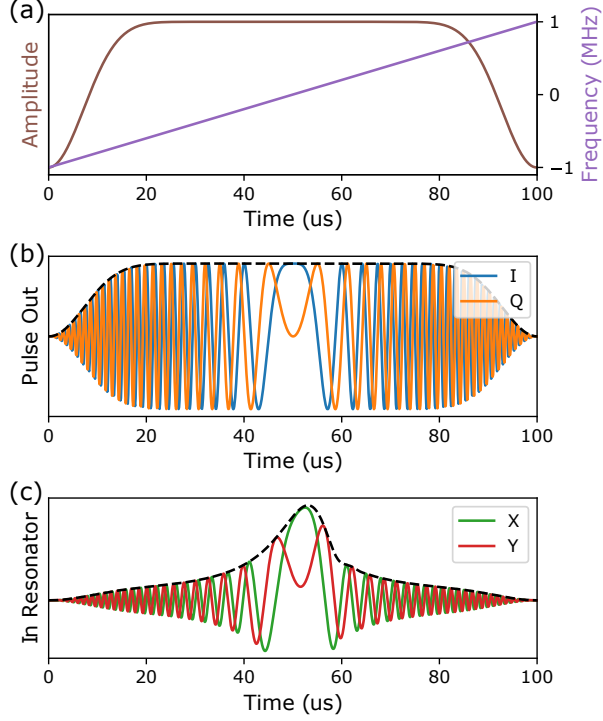 (a)
Amplitude
Frequency (MHz)
1
0
−1
0 20 40 60 80 100
Time (us)
(b)
Pulse Out
I
Q
0 20 40 60 80 100
Time (us)
(c)
In Resonator
X
Y
0 20 40 60 80 100
Time (us)